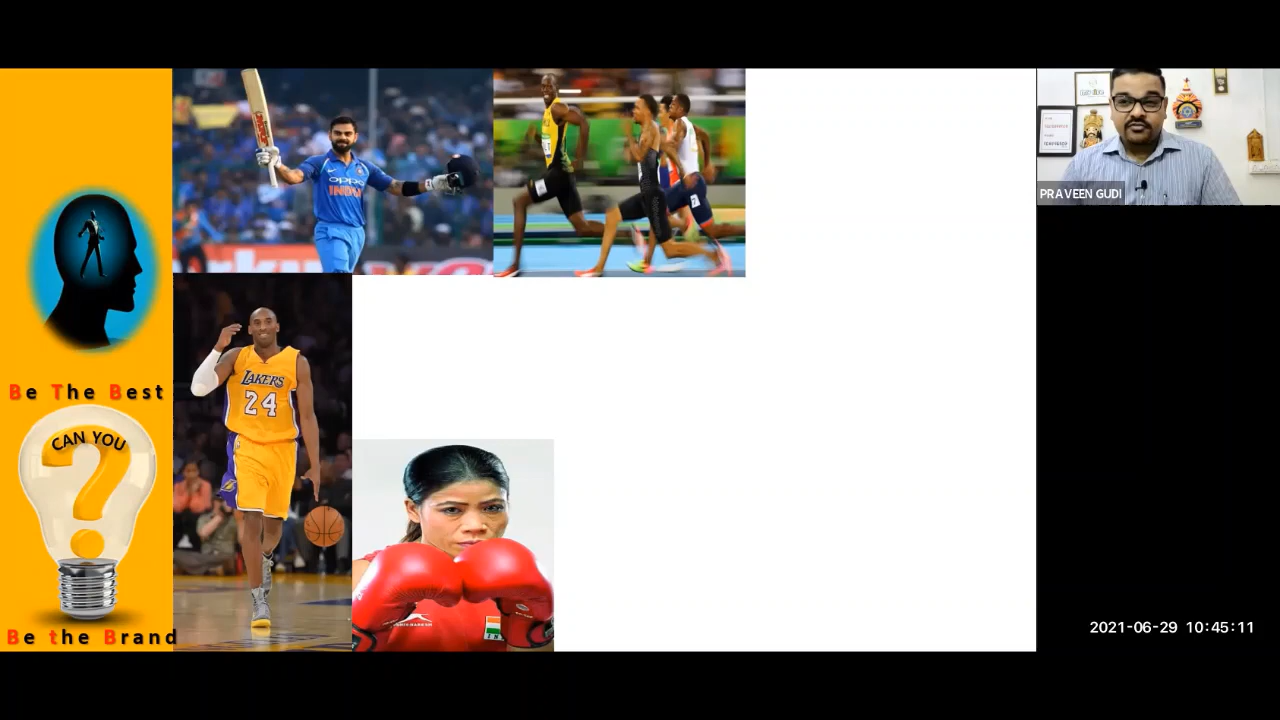 OPPO
INDIA
LAKERS
24
Be The Best
CAN YOU
?
Be the Brand
PRAVEEN GUDI
2021-06-29 10:45:11